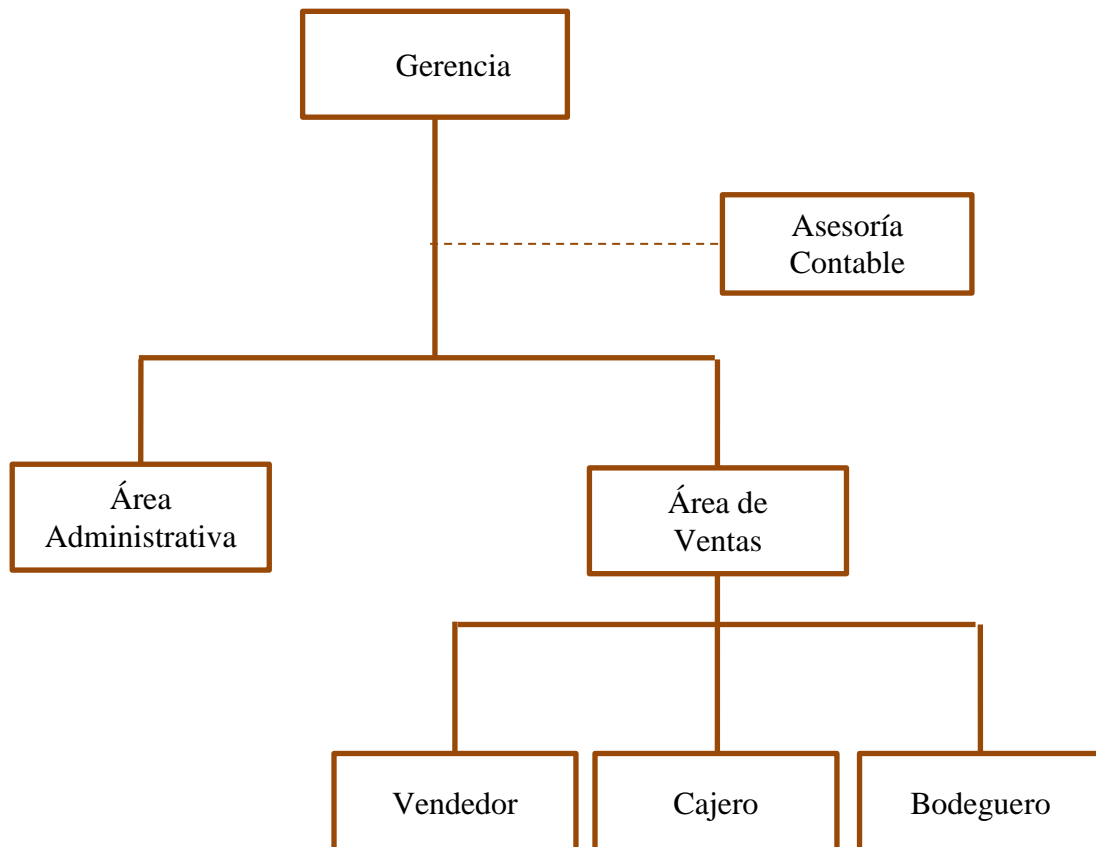 Gerencia
Asesoría
Contable
Área
Administrativa
Área de
Ventas
Vendedor
Cajero
Bodeguero